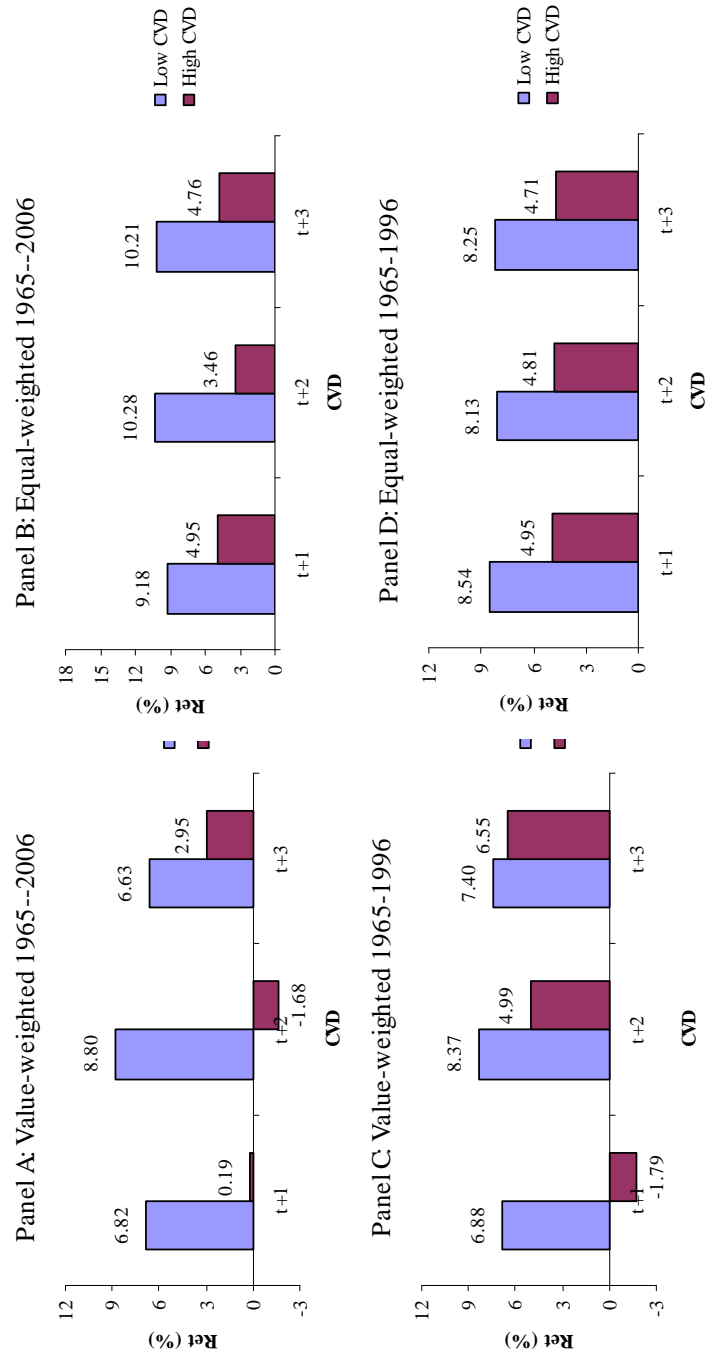 Panel A: Value-weighted 1965--2006
Ret (%)
12
9
6
3
0
-3
6.82
0.19
8.80
-1.68
6.63
2.95
t+1
t+2
t+3
CVD
Panel B: Equal-weighted 1965--2006
Ret (%)
18
15
12
9
6
3
0
9.18
4.95
10.28
3.46
10.21
4.76
t+1
t+2
t+3
CVD
Low CVD
High CVD
Panel C: Value-weighted 1965-1996
Ret (%)
12
9
6
3
0
-3
6.88
-1.79
8.37
4.99
7.40
6.55
t+1
t+2
t+3
CVD
Panel D: Equal-weighted 1965-1996
Ret (%)
12
9
6
3
0
8.54
4.95
8.13
4.81
8.25
4.71
t+1
t+2
t+3
CVD
Low CVD
High CVD